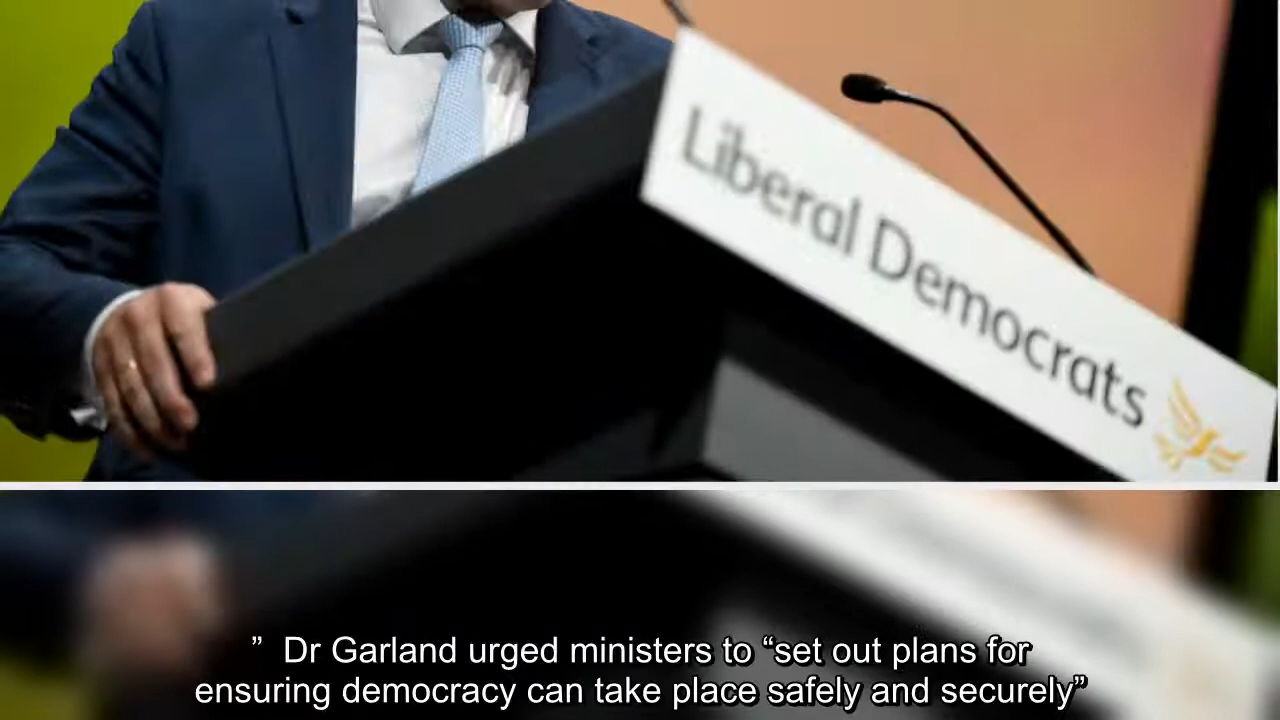 Liberal Democrats
”  Dr Garland urged ministers to “set out plans for
ensuring democracy can take place safely and securely”